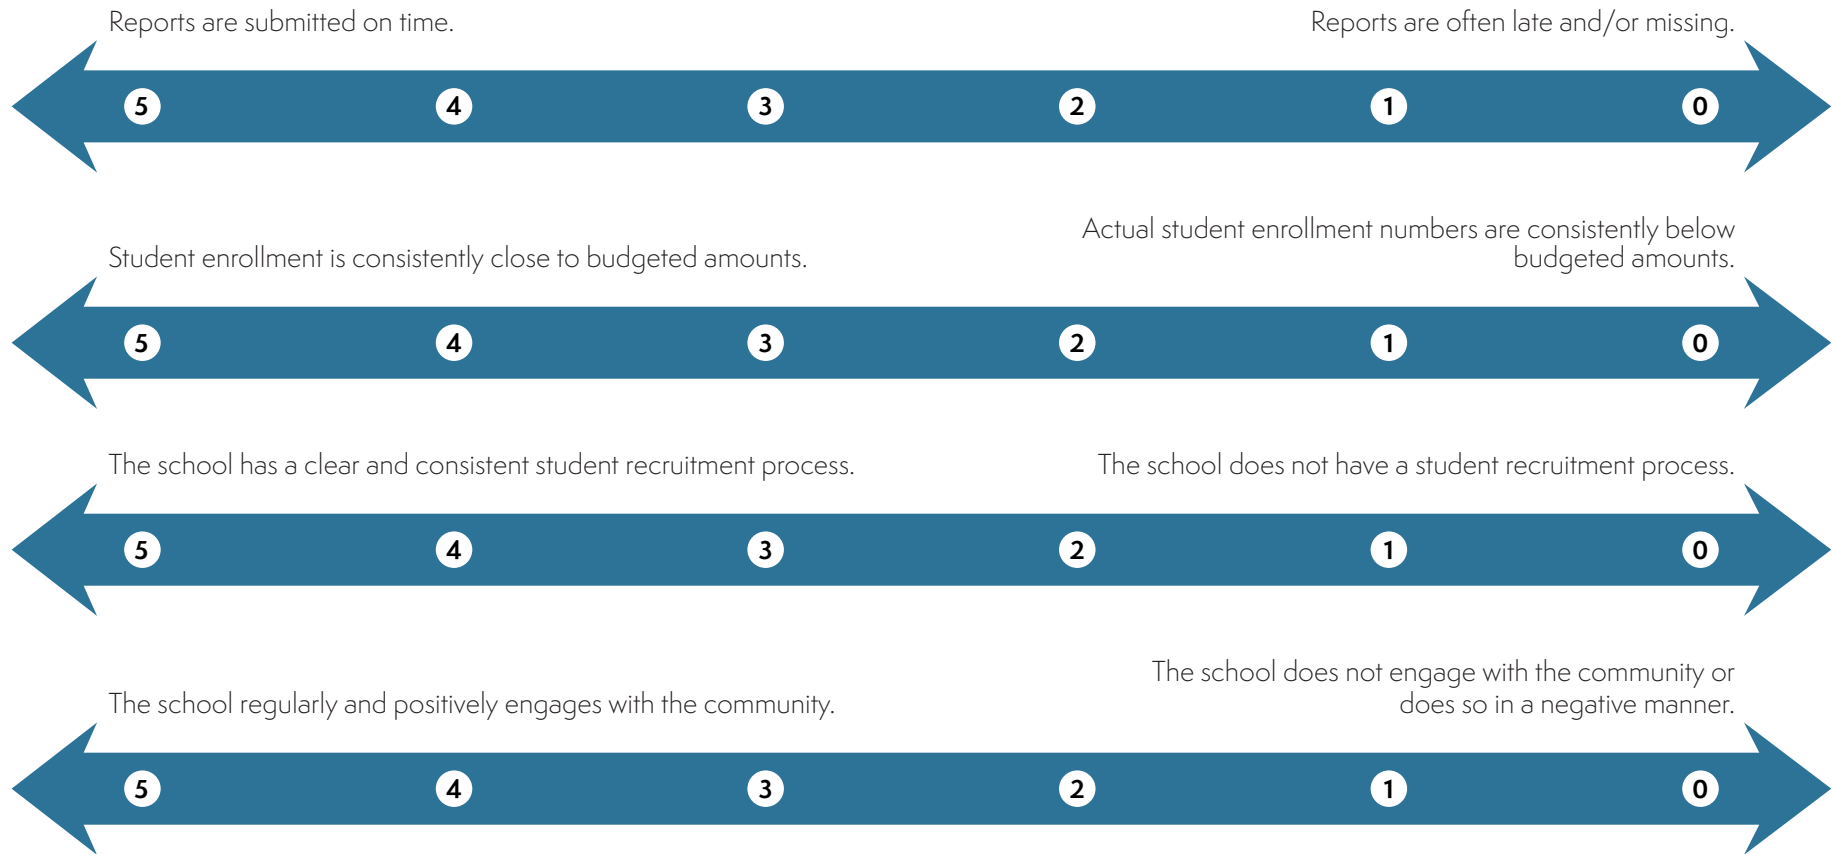 Reports are submitted on time.
Reports are often late and/or missing.
5 4 3 2 1 0
Student enrollment is consistently close to budgeted amounts.
Actual student enrollment numbers are consistently below
budgeted amounts.
5 4 3 2 1 0
The school has a clear and consistent student recruitment process.
The school does not have a student recruitment process.
5 4 3 2 1 0
The school regularly and positively engages with the community.
The school does not engage with the community or
does so in a negative manner.
5 4 3 2 1 0